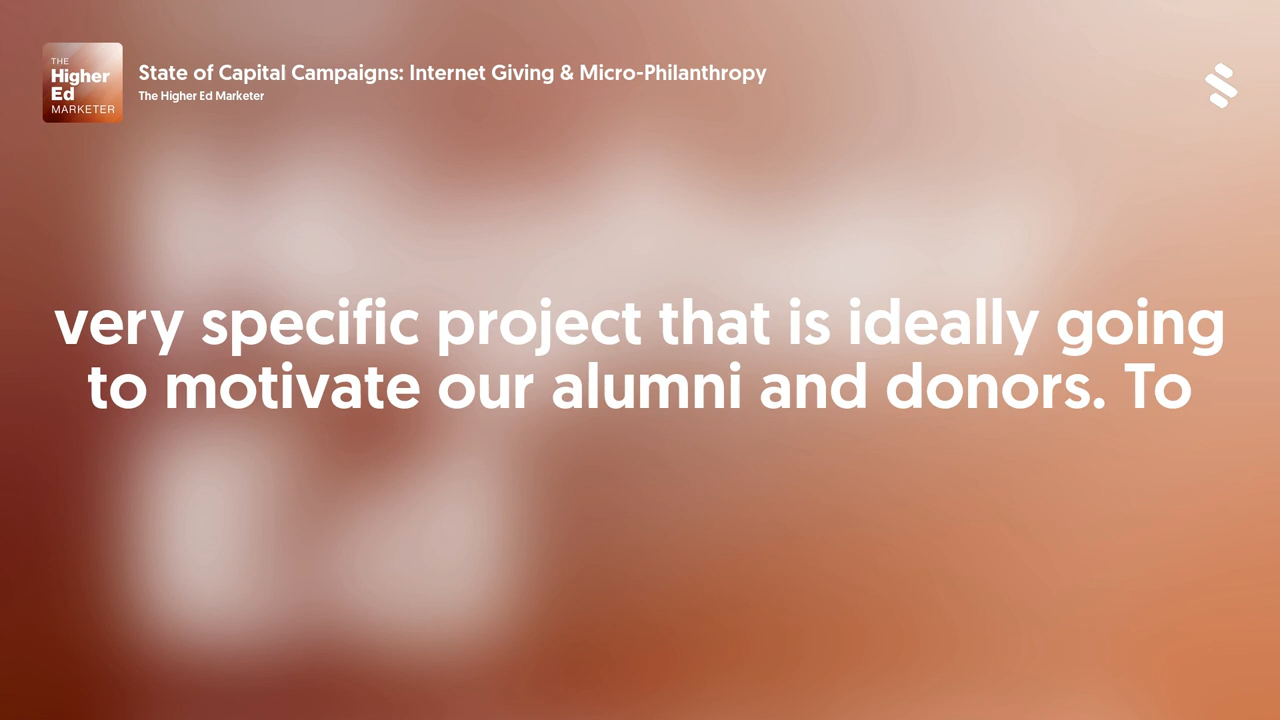 THE
Higher
Ed
MARKETER
State of Capital Campaigns: Internet Giving & Micro-Philanthropy
The Higher Ed Marketer
very specific project that is ideally going
to motivate our alumni and donors. To